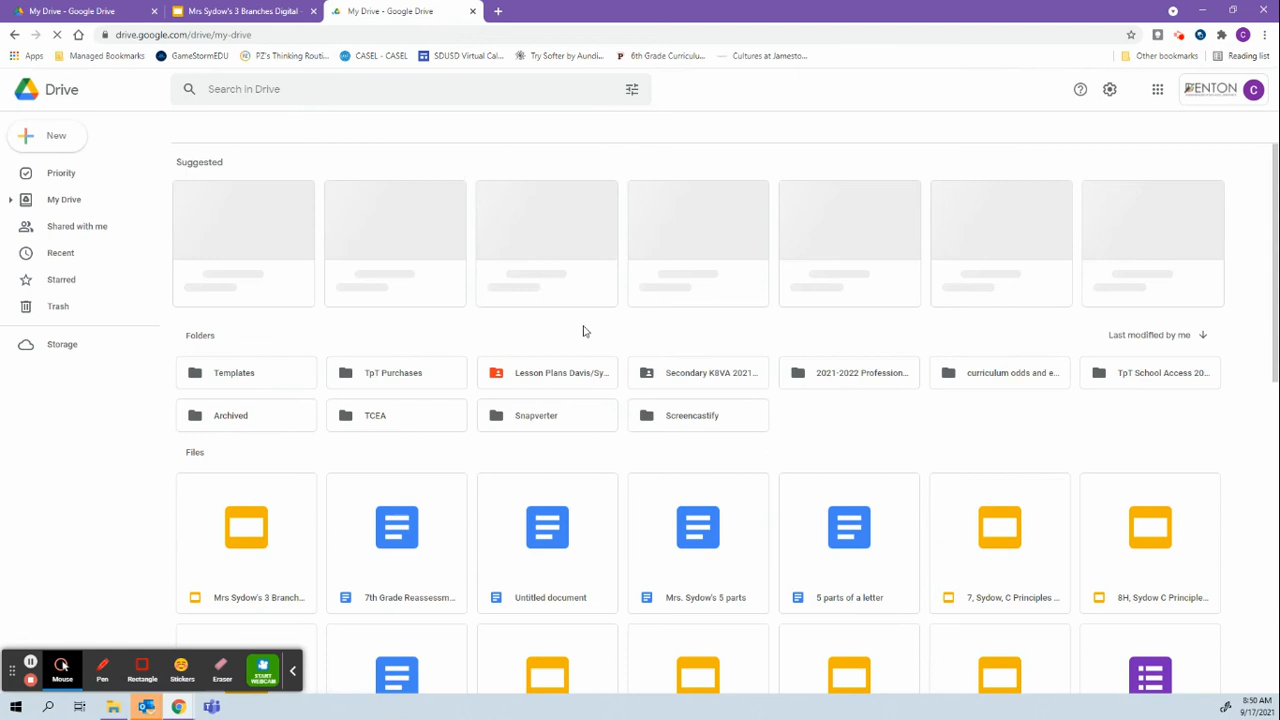 My Drive - Google Drive
Mrs Sydow's 3 Branches Digital
My Drive - Google Drive
drive.google.com/drive/my-drive
C
Apps
Managed Bookmarks
GameStormEDU
PZ's Thinking Routi...
CASEL - CASEL
SDUSD Virtual Cal...
Try Softer by Aundi...
6th Grade Curriculu...
Cultures at Jamesto...
Other bookmarks
Reading list
Drive
Search in Drive
DENTON
C
New
Priority
My Drive
Shared with me
Recent
Starred
Trash
Storage
Suggested
Folders
Last modified by me
Templates
TpT Purchases
Lesson Plans Davis/Sy...
Secondary K8VA 2021...
2021-2022 Profession...
curriculum odds and e...
TpT School Access 20...
Archived
TCEA
Snapverter
Screencastify
Files
Mrs Sydow's 3 Branch...
7th Grade Reassessm...
Untitled document
Mrs. Sydow's 5 parts
5 parts of a letter
7, Sydow, C Principles ...
8H, Sydow C Principle...
Mouse
Pen
Rectangle
Stickers
Eraser
START WEBCAM
8:50 AM
9/17/2021